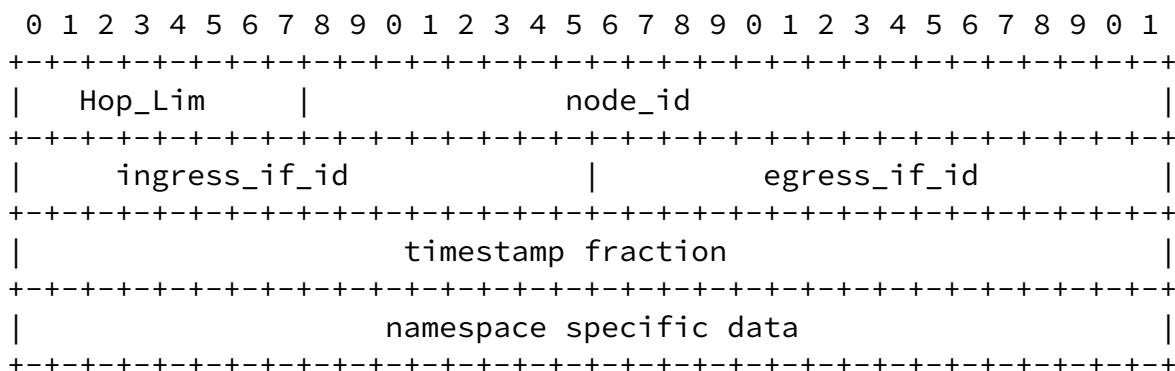 0 1 2 3 4 5 6 7 8 9 0 1 2 3 4 5 6 7 8 9 0 1 2 3 4 5 6 7 8 9 0 1
+-+-+-+-+-+-+-+-+-+-+-+-+-+-+-+-+-+-+-+-+-+-+-+-+-+-+-+-+-+-+-+-+
|   Hop_Lim     |              node_id                          |
+-+-+-+-+-+-+-+-+-+-+-+-+-+-+-+-+-+-+-+-+-+-+-+-+-+-+-+-+-+-+-+-+
|     ingress_if_id             |         egress_if_id          |
+-+-+-+-+-+-+-+-+-+-+-+-+-+-+-+-+-+-+-+-+-+-+-+-+-+-+-+-+-+-+-+-+
|                     timestamp fraction                        |
+-+-+-+-+-+-+-+-+-+-+-+-+-+-+-+-+-+-+-+-+-+-+-+-+-+-+-+-+-+-+-+-+
|                    namespace specific data                    |
+-+-+-+-+-+-+-+-+-+-+-+-+-+-+-+-+-+-+-+-+-+-+-+-+-+-+-+-+-+-+-+-+